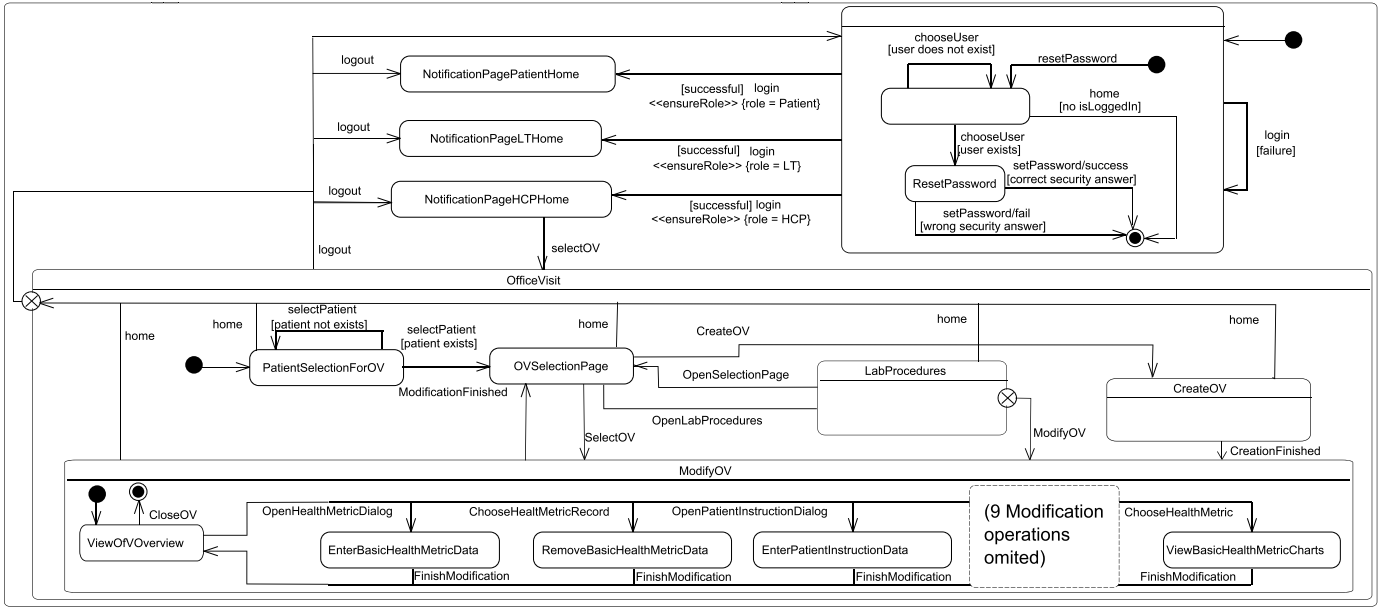 chooseUser
[user does not exist]
resetPassword
logout
NotificationPagePatientHome
[successful] login
<<ensureRole>> {role = Patient}
home
[no isLoggedIn]
logout
NotificationPageLTHome
[successful] login
<<ensureRole>> {role = LT}
chooseUser
[user exists]
login
[failure]
setPassword/success
[correct security answer]
ResetPassword
logout
NotificationPageHCPHome
[successful] login
<<ensureRole>> {role = HCP}
setPassword/fail
[wrong security answer]
logout
selectOV
OfficeVisit
home
home
selectPatient
[patient not exists]
selectPatient
[patient exists]
home
CreateOV
home
home
PatientSelectionForOV
OVSelectionPage
OpenSelectionPage
LabProcedures
CreateOV
ModificationFinished
OpenLabProcedures
SelectOV
ModifyOV
CreationFinished
ModifyOV
CloseOV
ViewOfVOverview
OpenHealthMetricDialog
ChooseHealtMetricRecord
OpenPatientInstructionDialog
(9 Modification
operations
omited)
ChooseHealthMetric
EnterBasicHealthMetricData
RemoveBasicHealthMetricData
EnterPatientInstructionData
ViewBasicHealthMetricCharts
FinishModification
FinishModification
FinishModification
FinishModification